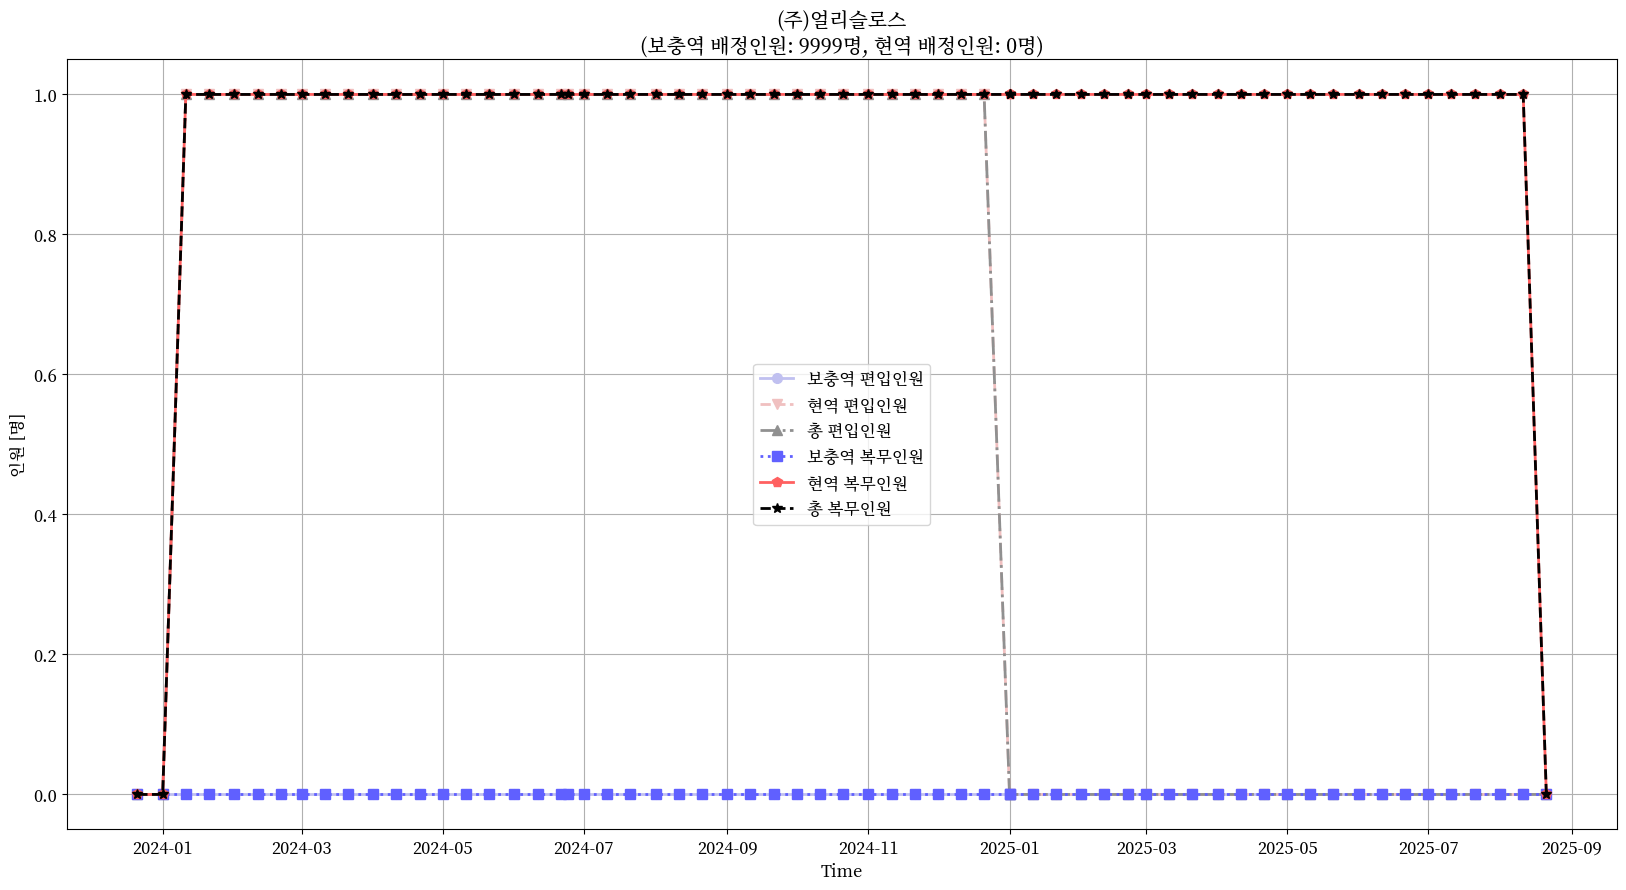 (주)얼리슬로스
(보충역 배정인원: 9999명, 현역 배정인원: 0명)
인원 [명]
1.0
0.8
0.6
0.4
0.2
0.0
보충역 편입인원
현역 편입인원
총 편입인원
보충역 복무인원
현역 복무인원
총 복무인원
2024-01 2024-03 2024-05 2024-07 2024-09 2024-11 2025-01 2025-03 2025-05 2025-07 2025-09
Time